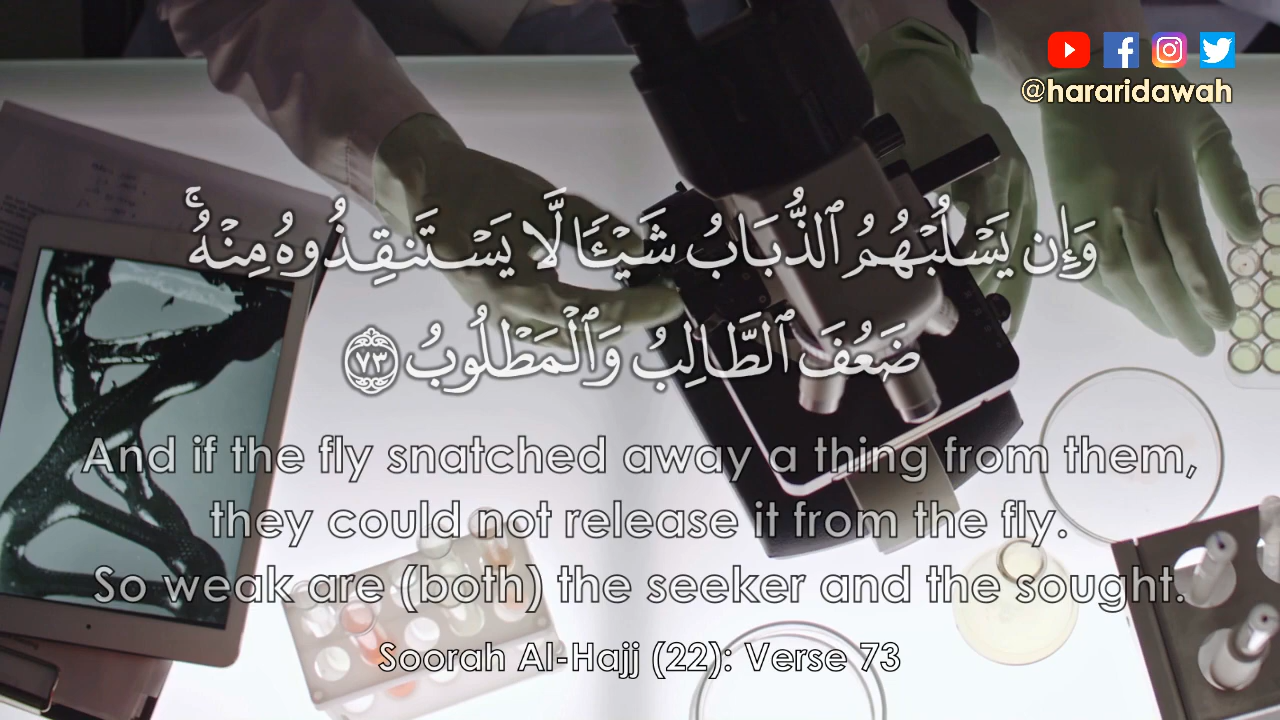 @hararidawah
وَإِن يَسْلُبْهُمُ ٱلذُّبَابُ شَيْـًٔا لَّا يَسْتَنقِذُوهُ مِنْهُ ۚ
ضَعُفَ ٱلطَّالِبُ وَٱلْمَطْلُوبُ ٧٣
And if the fly snatched away a thing from them,
they could not release it from the fly.
So weak are (both) the seeker and the sought.
Soorah Al-Hajj (22): Verse 73